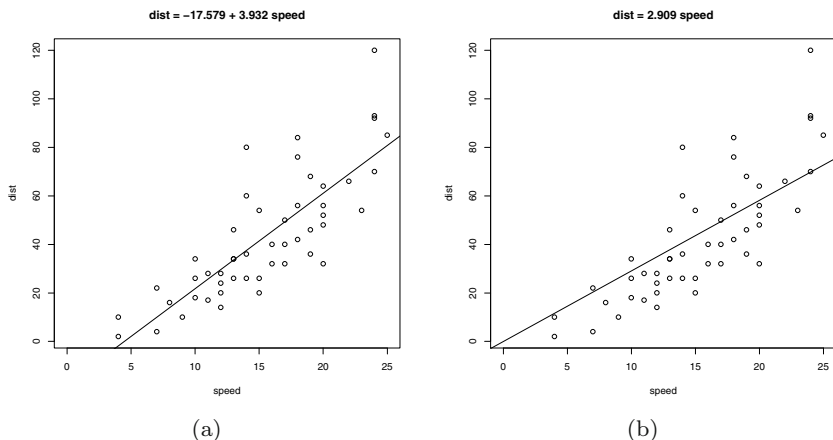 dist = −17.579 + 3.932 speed
dist
0 20 40 60 80 100 120
0 5 10 15 20 25
speed
(a)
dist = 2.909 speed
dist
0 20 40 60 80 100 120
0 5 10 15 20 25
speed
(b)